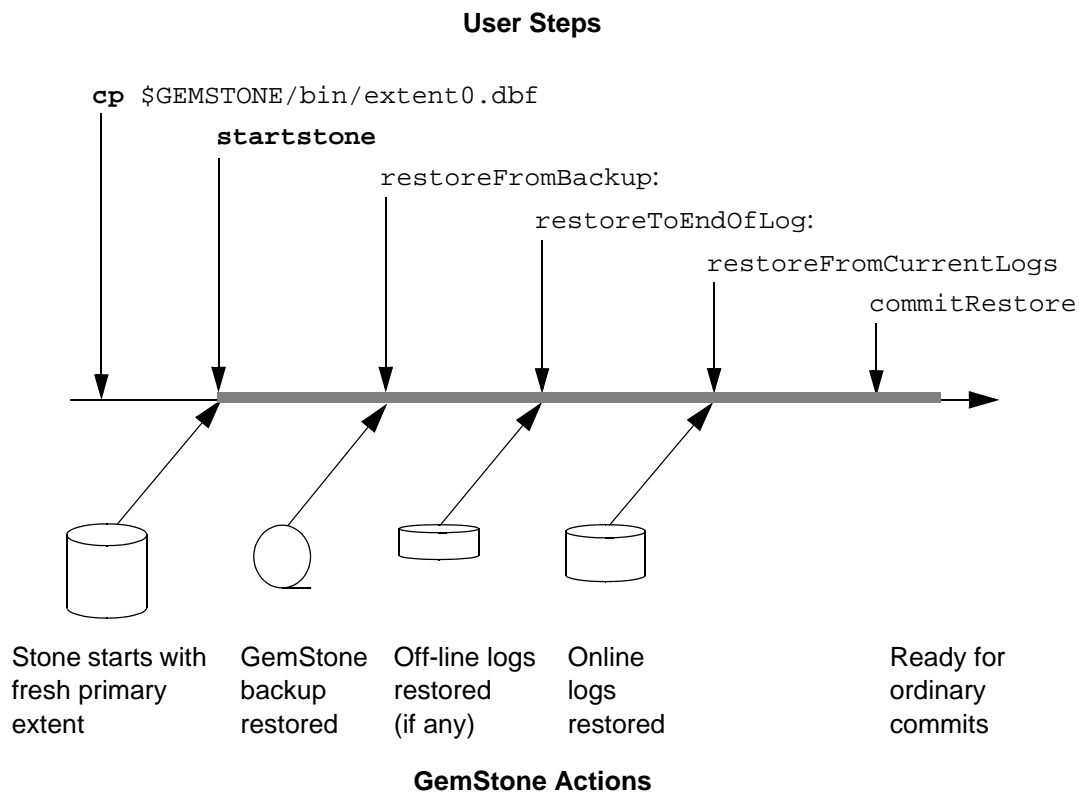 User Steps
cp $GEMSTONE/bin/extent0.dbf
startstone
restoreFromBackup:
restoreToEndOfLog:
restoreFromCurrentLogs
commitRestore
Stone starts with
fresh primary
extent
GemStone
backup
restored
Off-line logs
restored
(if any)
Online
logs
restored
Ready for
ordinary
commits
GemStone Actions